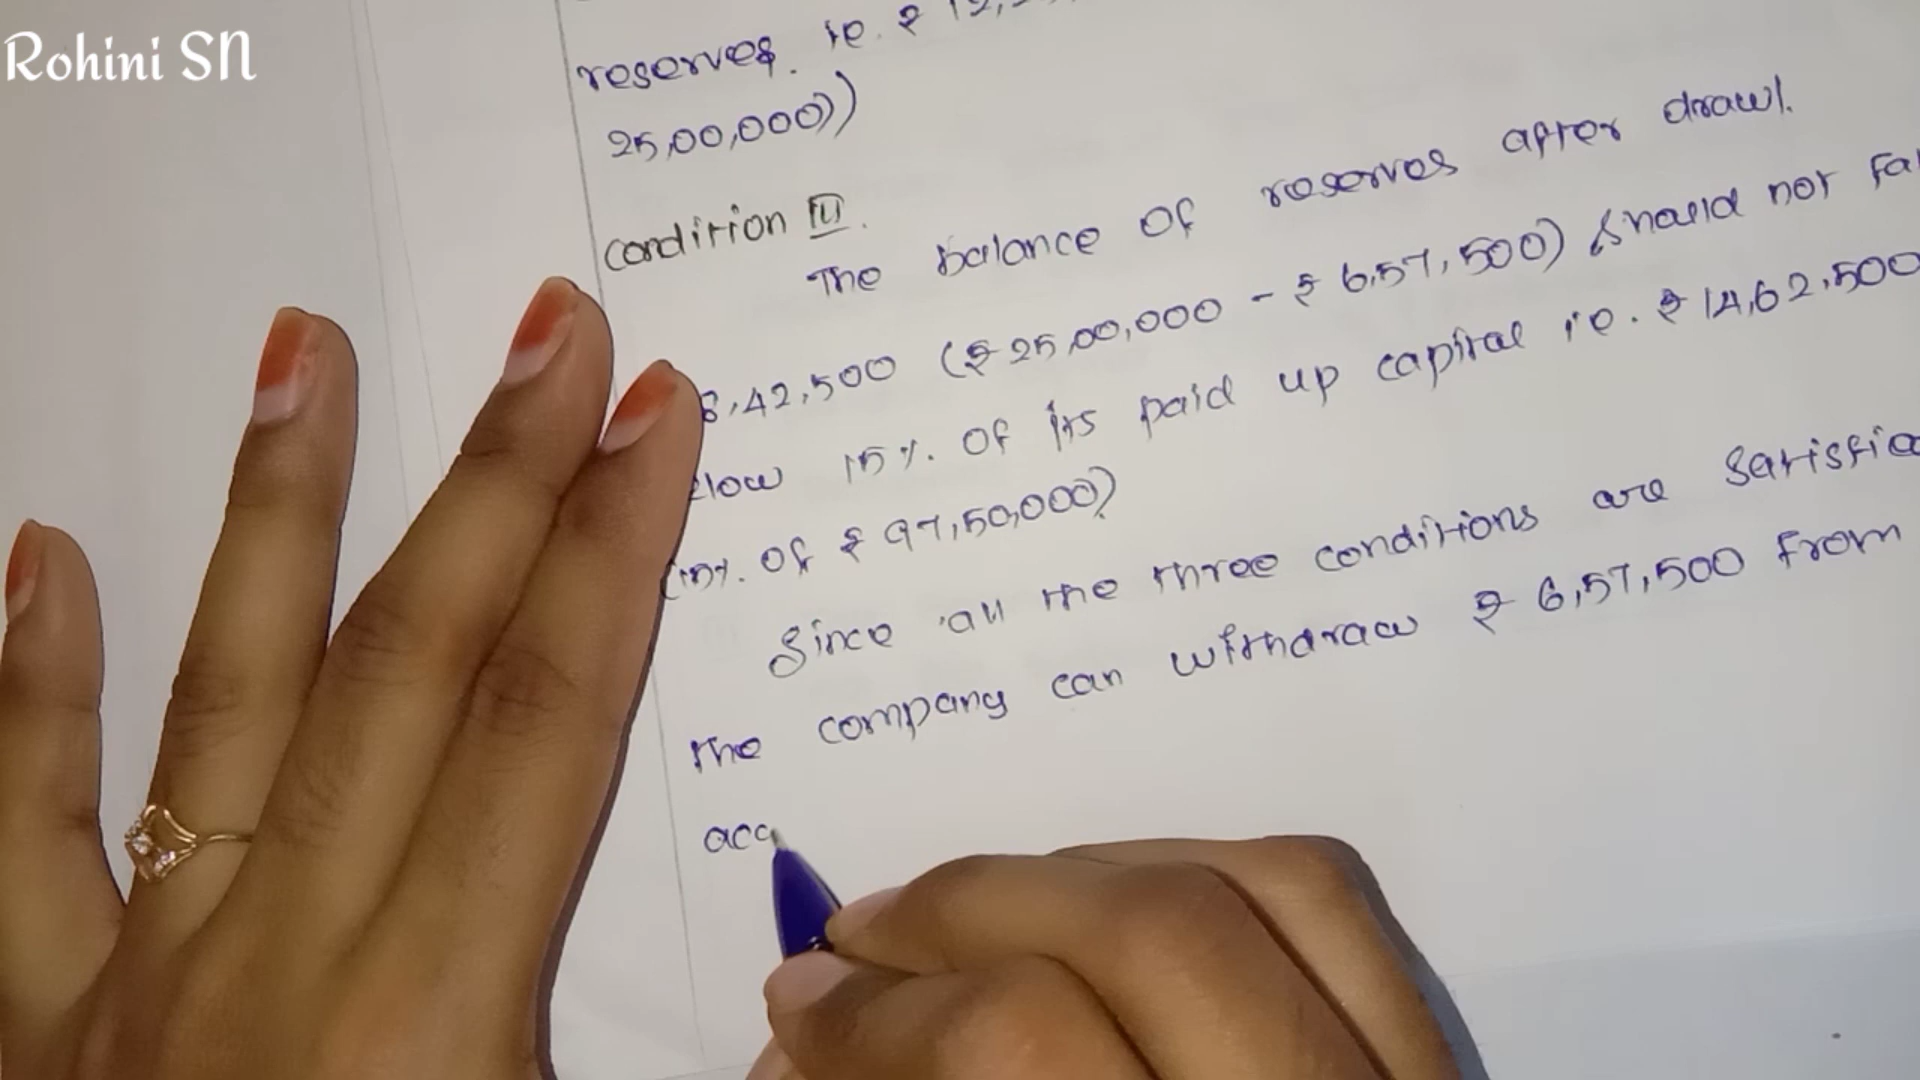 Rohini SN
reserves. ie. ₹ 12,
25,00,000))
Condition III.
The balance of reserves after drawl.
8,42,500 (₹ 25,00,000 - ₹ 6,57,500) should not Fal
elow 15%. of its paid up capital ie. ₹ 14,62,500
(15%. of ₹ 97,50,000)
Since all the three conditions are Satisfie
the company can withdraw ₹ 6,57,500 From
acc